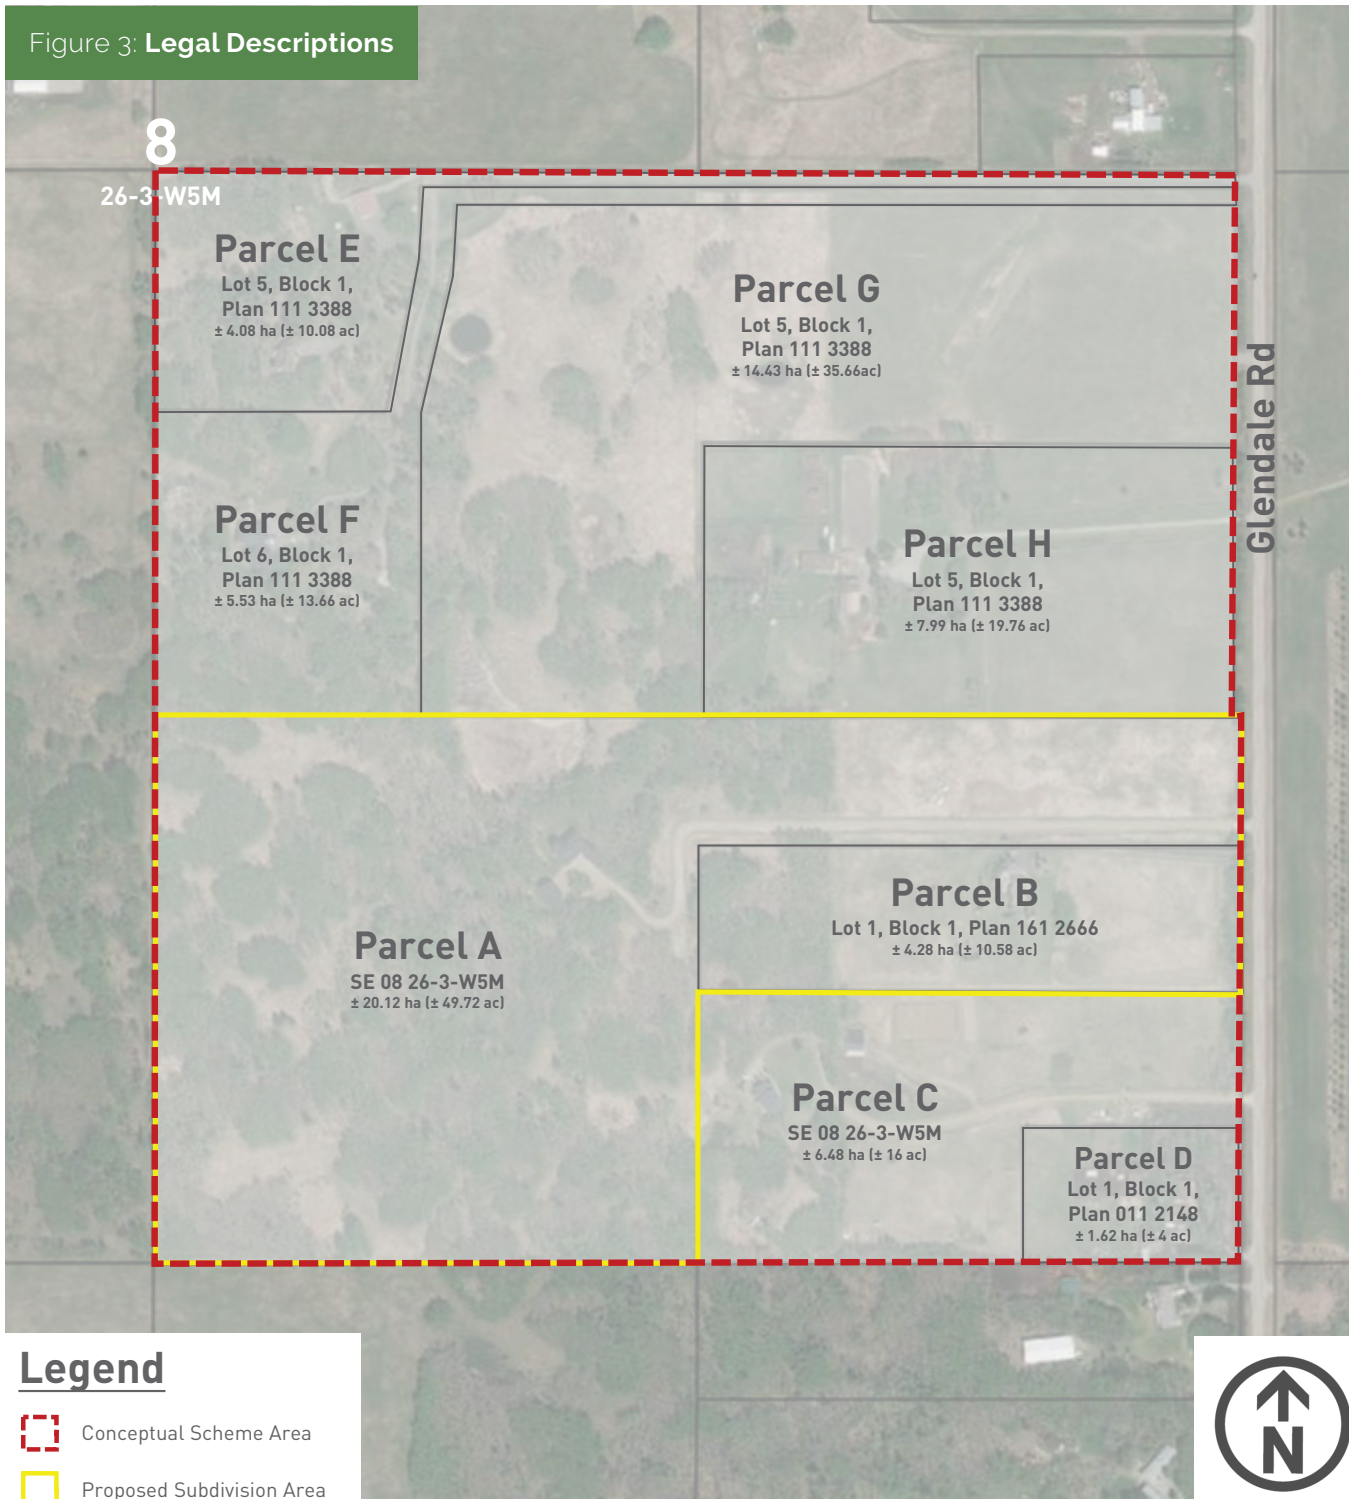 Figure 3: Legal Descriptions
8
26-3-W5M
Parcel E
Lot 5, Block 1,
Plan 111 3388
± 4.08 ha (± 10.08 ac)
Parcel G
Lot 5, Block 1,
Plan 111 3388
± 14.43 ha (± 35.66ac)
Glendale Rd
Parcel F
Lot 6, Block 1,
Plan 111 3388
± 5.53 ha (± 13.66 ac)
Parcel H
Lot 5, Block 1,
Plan 111 3388
± 7.99 ha (± 19.76 ac)
Parcel B
Lot 1, Block 1, Plan 161 2666
± 4.28 ha (± 10.58 ac)
Parcel A
SE 08 26-3-W5M
± 20.12 ha (± 49.72 ac)
Parcel C
SE 08 26-3-W5M
± 6.48 ha (± 16 ac)
Parcel D
Lot 1, Block 1,
Plan 011 2148
± 1.62 ha (± 4 ac)
Legend
Conceptual Scheme Area
Proposed Subdivision Area
N